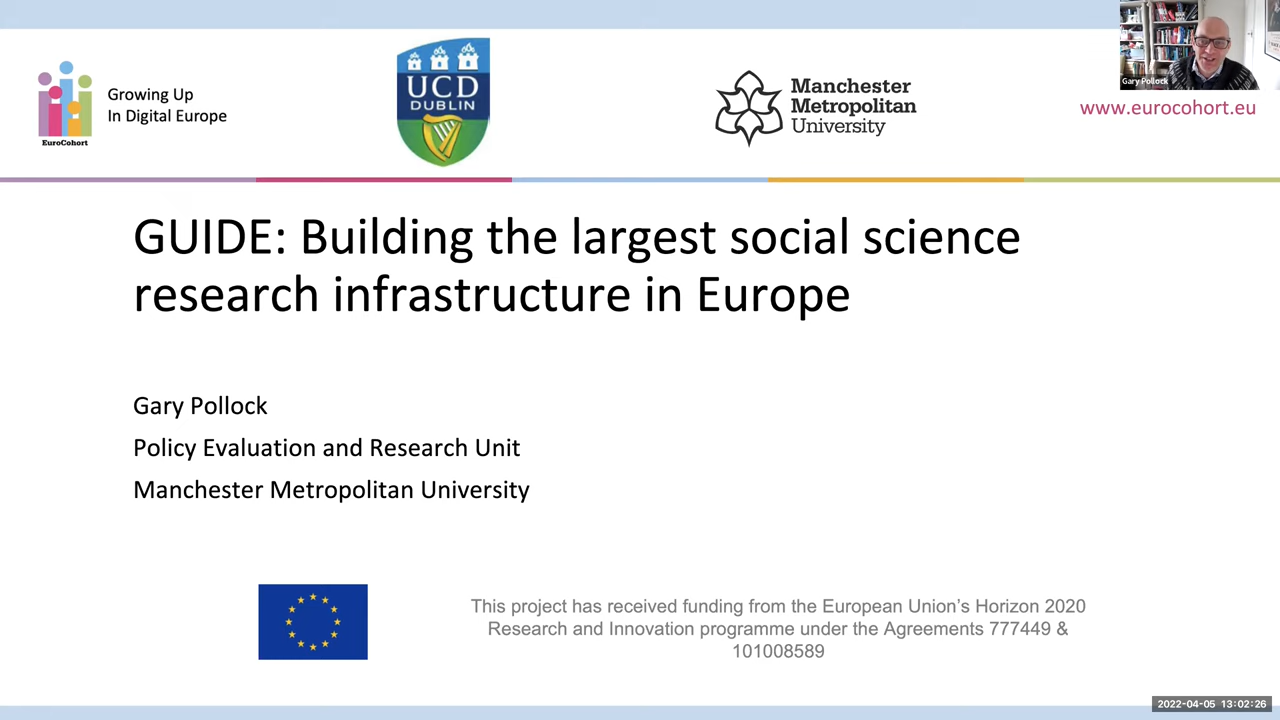 Growing Up
In Digital Europe
EuroCohort
UCD
DUBLIN
Manchester
Metropolitan
University
Gary Pollock
www.eurocohort.eu
GUIDE: Building the largest social science
research infrastructure in Europe
Gary Pollock
Policy Evaluation and Research Unit
Manchester Metropolitan University
This project has received funding from the European Union’s Horizon 2020
Research and Innovation programme under the Agreements 777449 &
101008589
2022-04-05 13:02:26